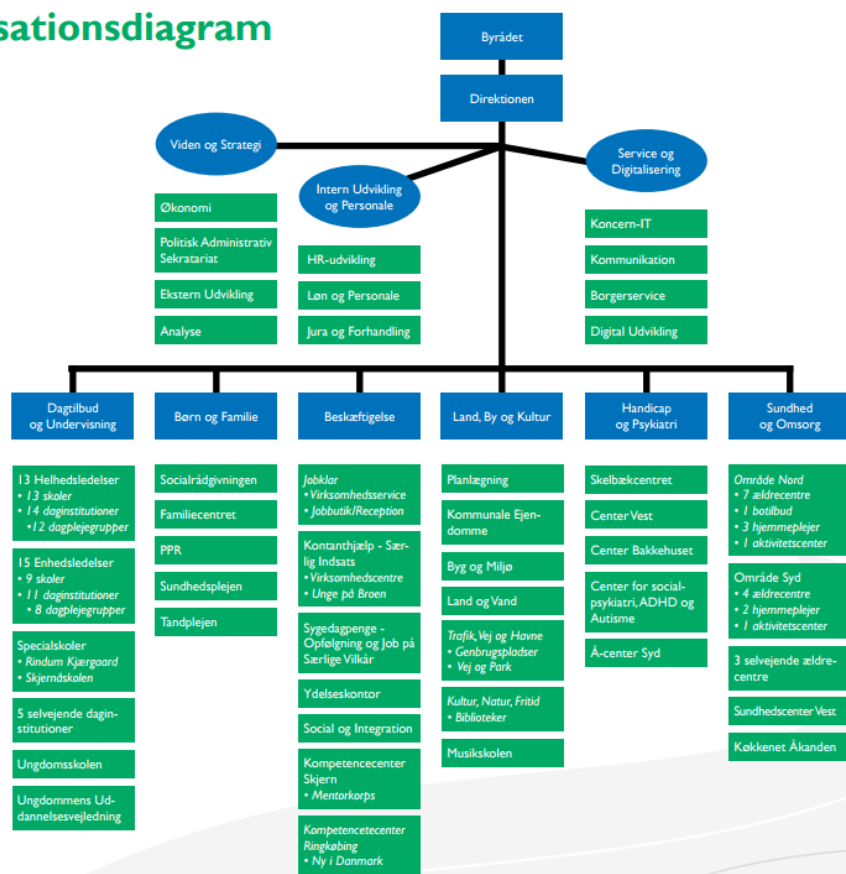 sationsdiagram
Byrådet
Direktionen
Viden og Strategi
Intern Udvikling
og Personale
Service og
Digitalisering
Økonomi
Politisk Administrativ
Sekratariat
Ekstern Udvikling
Analyse
HR-udvikling
Løn og Personale
Jura og Forhandling
Koncern-IT
Kommunikation
Borgerservice
Digital Udvikling
Dagtilbud
og Undervisning
13 Helhedsledelser
• 13 skoler
• 14 daginstitutioner
•12 dagplejegrupper
15 Enhedsledelser
• 9 skoler
• 11 daginstitutioner
• 8 dagplejegrupper
Specialskoler
• Rindum Kjærgaard
• Skjernåskolen
5 selvejende dagin-
stitutioner
Ungdomsskolen
Ungdommens Ud-
dannelsesvejledning
Børn og Familie
Socialrådgivningen
Familiecentret
PPR
Sundhedsplejen
Tandplejen
Beskæftigelse
Jobklar
• Virksomhedsservice
• Jobbutik/Reception
Kontanthjælp - Sær-
lig Indsats
• Virksomhedscentre
• Unge på Broen
Sygedagpenge -
Opfølgning og Job på
Særlige Vilkår
Ydelseskontor
Social og Integration
Kompetencecenter
Skjern
• Mentorkorps
Kompetencetecenter
Ringkøbing
• Ny i Danmark
Land, By og Kultur
Planlægning
Kommunale Ejen-
domme
Byg og Miljø
Land og Vand
Trafik, Vej og Havne
• Genbrugspladser
• Vej og Park
Kultur, Natur, Fritid
• Biblioteker
Musikskolen
Handicap
og Psykiatri
Skelbækcentret
Center Vest
Center Bakkehuset
Center for social-
psykiatri, ADHD og
Autisme
Å-center Syd
Sundhed
og Omsorg
Område Nord
• 7 ældrecentre
• 1 botilbud
• 3 hjemmeplejer
• 1 aktivitetscenter
Område Syd
• 4 ældrecentre
• 2 hjemmeplejer
• 1 aktivitetscenter
3 selvejende ældre-
centre
Sundhedscenter Vest
Køkkenet Åkanden